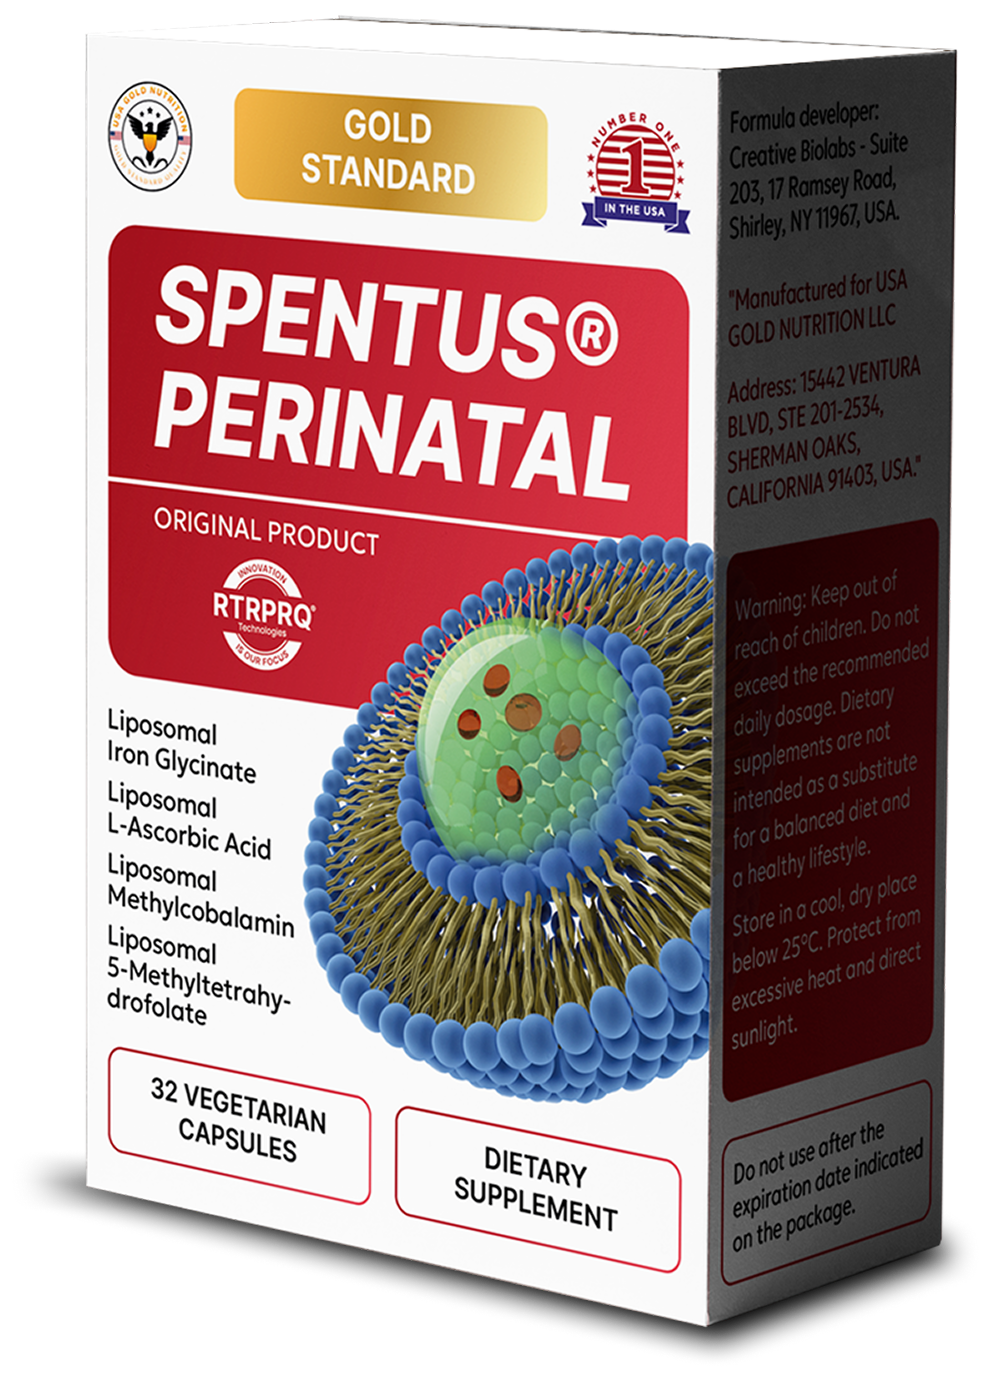 USA GOLD NUTRITION
GOLD STANDARD QUALITY
GOLD
STANDARD
NUMBER ONE
1
IN THE USA
SPENTUS®
PERINATAL
ORIGINAL PRODUCT
INNOVATION
RTRPRQ®
Technologies
IS OUR FOCUS
Liposomal
Iron Glycinate
Liposomal
L-Ascorbic Acid
Liposomal
Methylcobalamin
Liposomal
5-Methyltetrahy-
drofolate
32 VEGETARIAN
CAPSULES
DIETARY
SUPPLEMENT
Formula developer:
Creative Biolabs - Suite
203, 17 Ramsey Road,
Shirley, NY 11967, USA.
"Manufactured for USA
GOLD NUTRITION LLC
Address: 15442 VENTURA
BLVD, STE 201-2534,
SHERMAN OAKS,
CALIFORNIA 91403, USA."
Warning: Keep out of
reach of children. Do not
exceed the recommended
daily dosage. Dietary
supplements are not
intended as a substitute
for a balanced diet and
a healthy lifestyle.
Store in a cool, dry place
below 25°C. Protect from
excessive heat and direct
sunlight.
Do not use after the
expiration date indicated
on the package.